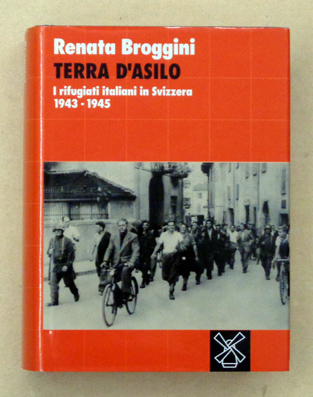 Renata Broggini
TERRA D'ASILO
I rifugiati italiani in Svizzera
1943 - 1945